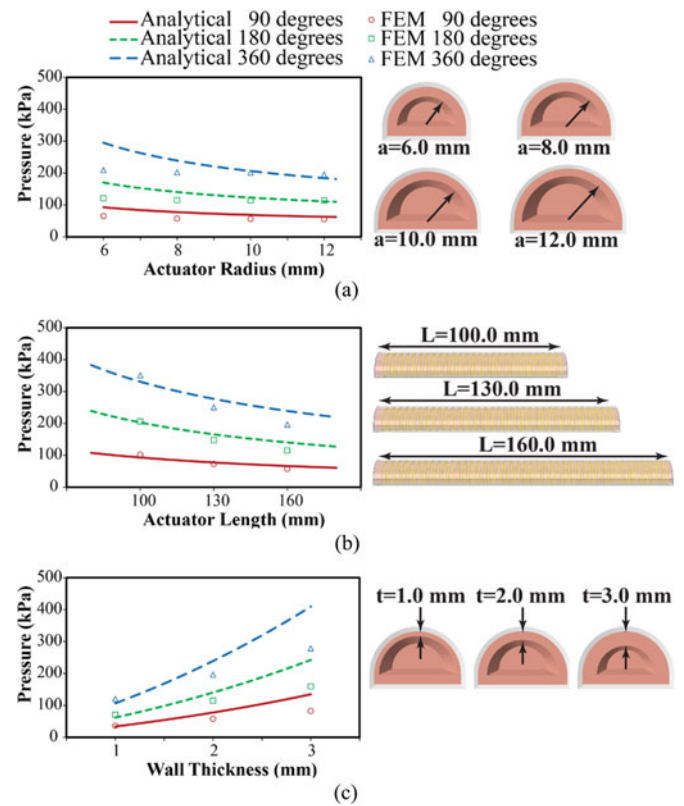 Analytical 90 degrees
FEM 90 degrees
Analytical 180 degrees
FEM 180 degrees
Analytical 360 degrees
FEM 360 degrees
Pressure (kPa)
500
400
300
200
100
0
6
8
10
12
Actuator Radius (mm)
a=6.0 mm
a=8.0 mm
a=10.0 mm
a=12.0 mm
(a)
Pressure (kPa)
500
400
300
200
100
0
100
130
160
Actuator Length (mm)
L=100.0 mm
L=130.0 mm
L=160.0 mm
(b)
Pressure (kPa)
500
400
300
200
100
0
1
2
3
Wall Thickness (mm)
t=1.0 mm
t=2.0 mm
t=3.0 mm
(c)